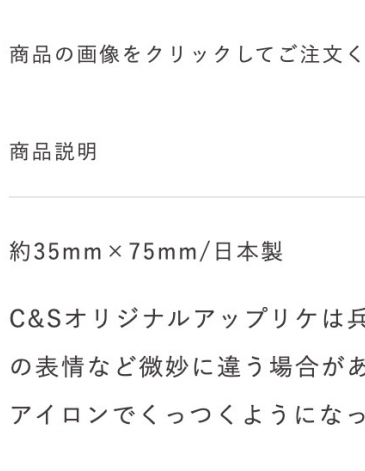 商品の画像をクリックしてご注文く
商品説明
約35mm×75mm/日本製
C&Sオリジナルアップリケは兵
の表情など微妙に違う場合があ
アイロンでくっつくようになっ